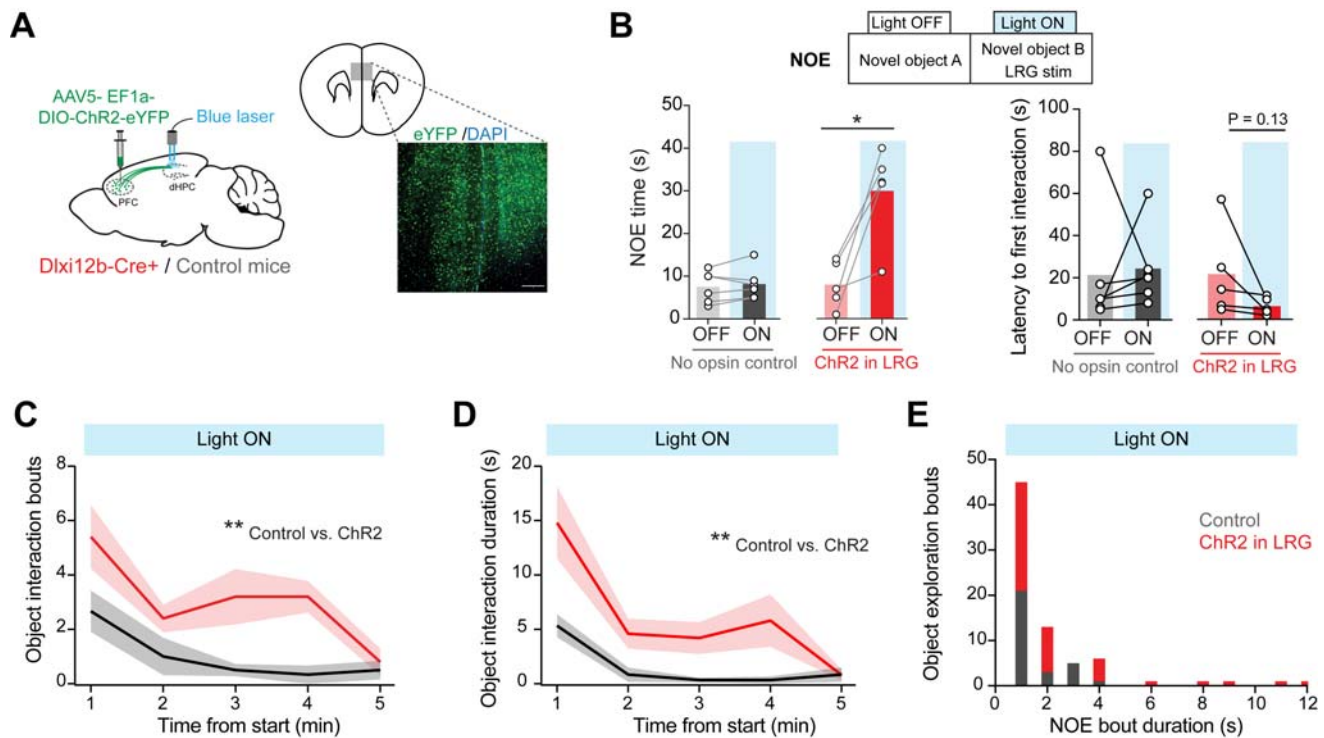 A
AAV5- EF1a-
DIO-ChR2-eYFP
Blue laser
dHPC
PFC
Dlxi12b-Cre+ / Control mice
eYFP /DAPI
B
Light OFF
Light ON
NOE
Novel object A
Novel object B
LRG stim
NOE time (s)
50
40
30
20
10
0
*
OFF
ON
OFF
ON
No opsin control
ChR2 in LRG
Latency to first interaction (s)
100
80
60
40
20
0
P = 0.13
OFF
ON
OFF
ON
No opsin control
ChR2 in LRG
C
Light ON
Object interaction bouts
8
6
4
2
0
** Control vs. ChR2
1 2 3 4 5
Time from start (min)
D
Light ON
Object interaction duration (s)
20
15
10
5
0
** Control vs. ChR2
1 2 3 4 5
Time from start (min)
E
Light ON
Object exploration bouts
50
40
30
20
10
0
Control
ChR2 in LRG
0 2 4 6 8 10 12
NOE bout duration (s)